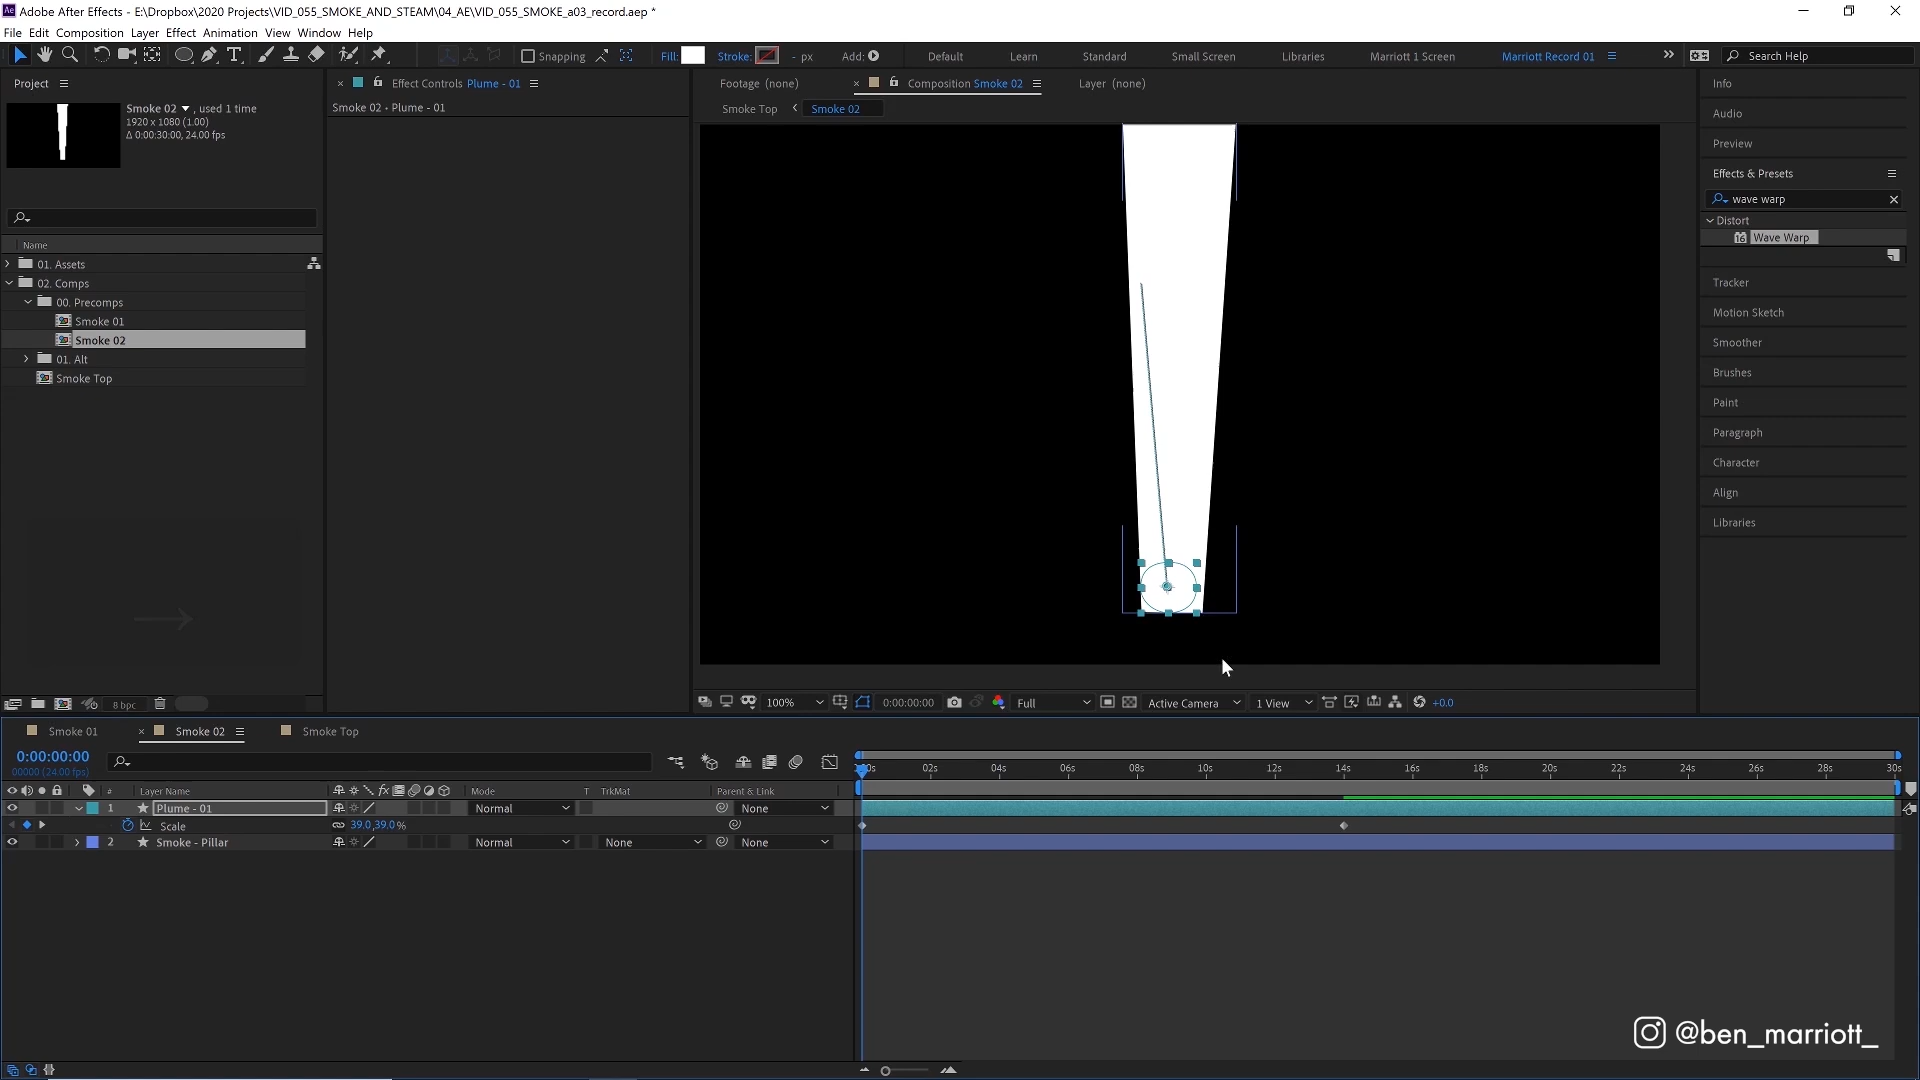 Adobe After Effects - E:\Dropbox\2020 Projects\VID_055_SMOKE_AND_STEAM\04_AE\VID_055_SMOKE_a03_record.aep *
File Edit Composition Layer Effect Animation View Window Help
Snapping Fill: Stroke: - px Add: Default Learn Standard Small Screen Libraries Marriott 1 Screen Marriott Record 01 Search Help
Project
Effect Controls Plume - 01
Footage (none)
Composition Smoke 02
Layer (none)
Info
Smoke 02 , used 1 time
1920 x 1080 (1.00)
Δ 0:00:30:00, 24.00 fps
Smoke 02 • Plume - 01
Smoke Top
Smoke 02
Audio
Preview
Effects & Presets
wave warp
Distort
Wave Warp
Tracker
Motion Sketch
Smoother
Brushes
Paint
Paragraph
Character
Align
Libraries
Name
01. Assets
02. Comps
00. Precomps
Smoke 01
Smoke 02
01. Alt
Smoke Top
8 bpc
100% 0:00:00:00 Full Active Camera 1 View +0.0
Smoke 01
Smoke 02
Smoke Top
0:00:00:00
00000 (24.00 fps)
02s 04s 06s 08s 10s 12s 14s 16s 18s 20s 22s 24s 26s 28s 30s
# Layer Name fx Mode T TrkMat Parent & Link
1 Plume - 01 Normal None
Scale 39.0,39.0%
2 Smoke - Pillar Normal None None
@ben_marriott_